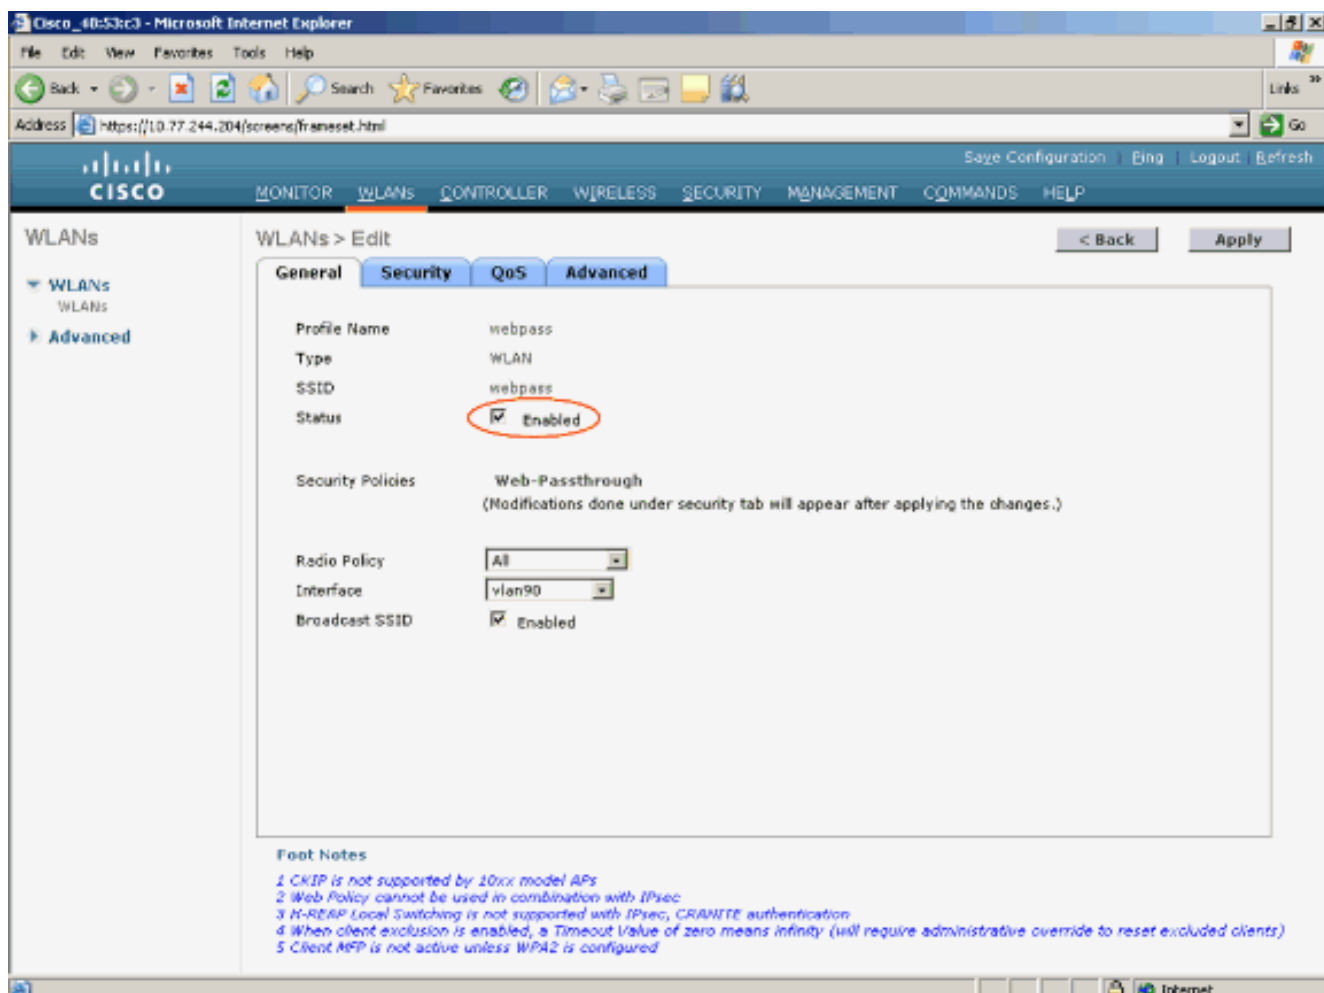 Cisco_40:53:c3 - Microsoft Internet Explorer
File Edit View Favorites Tools Help
Back Search Favorites Links
Address https://10.77.244.204/screens/frameset.html Go
Save Configuration | Ping | Logout | Refresh
CISCO MONITOR WLANs CONTROLLER WIRELESS SECURITY MANAGEMENT COMMANDS HELP
WLANs
WLANs
WLANs
Advanced
WLANs > Edit
< Back Apply
General Security QoS Advanced
Profile Name webpass
Type WLAN
SSID webpass
Status Enabled
Security Policies Web-Passthrough
(Modifications done under security tab will appear after applying the changes.)
Radio Policy All
Interface vlan90
Broadcast SSID Enabled
Foot Notes
1 CKIP is not supported by 10xx model APs
2 Web Policy cannot be used in combination with IPsec
3 H-REAP Local Switching is not supported with IPsec, CRANITE authentication
4 When client exclusion is enabled, a Timeout Value of zero means infinity (will require administrative override to reset excluded clients)
5 Client MFP is not active unless WPA2 is configured
Internet